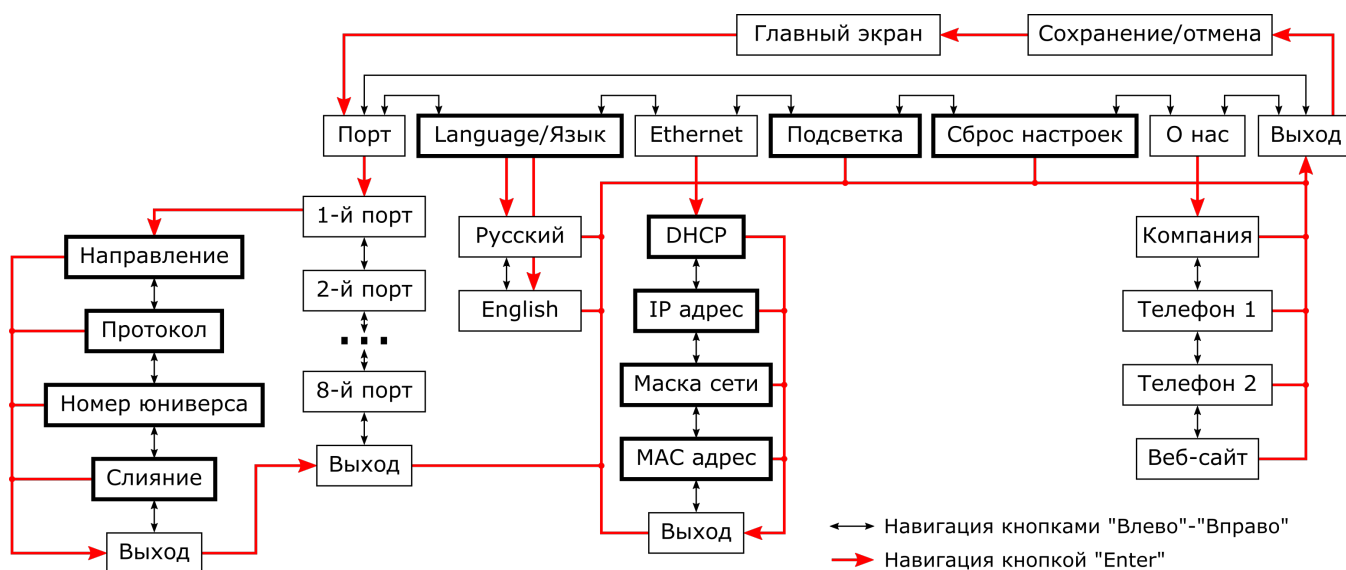 Главный экран
Сохранение/отмена
Порт
Language/Язык
Ethernet
Подсветка
Сброс настроек
О нас
Выход
1-й порт
2-й порт
...
8-й порт
Выход
Направление
Протокол
Номер юниверса
Слияние
Выход
Русский
English
DHCP
IP адрес
Маска сети
MAC адрес
Выход
Компания
Телефон 1
Телефон 2
Веб-сайт
Навигация кнопками "Влево"-"Вправо"
Навигация кнопкой "Enter"